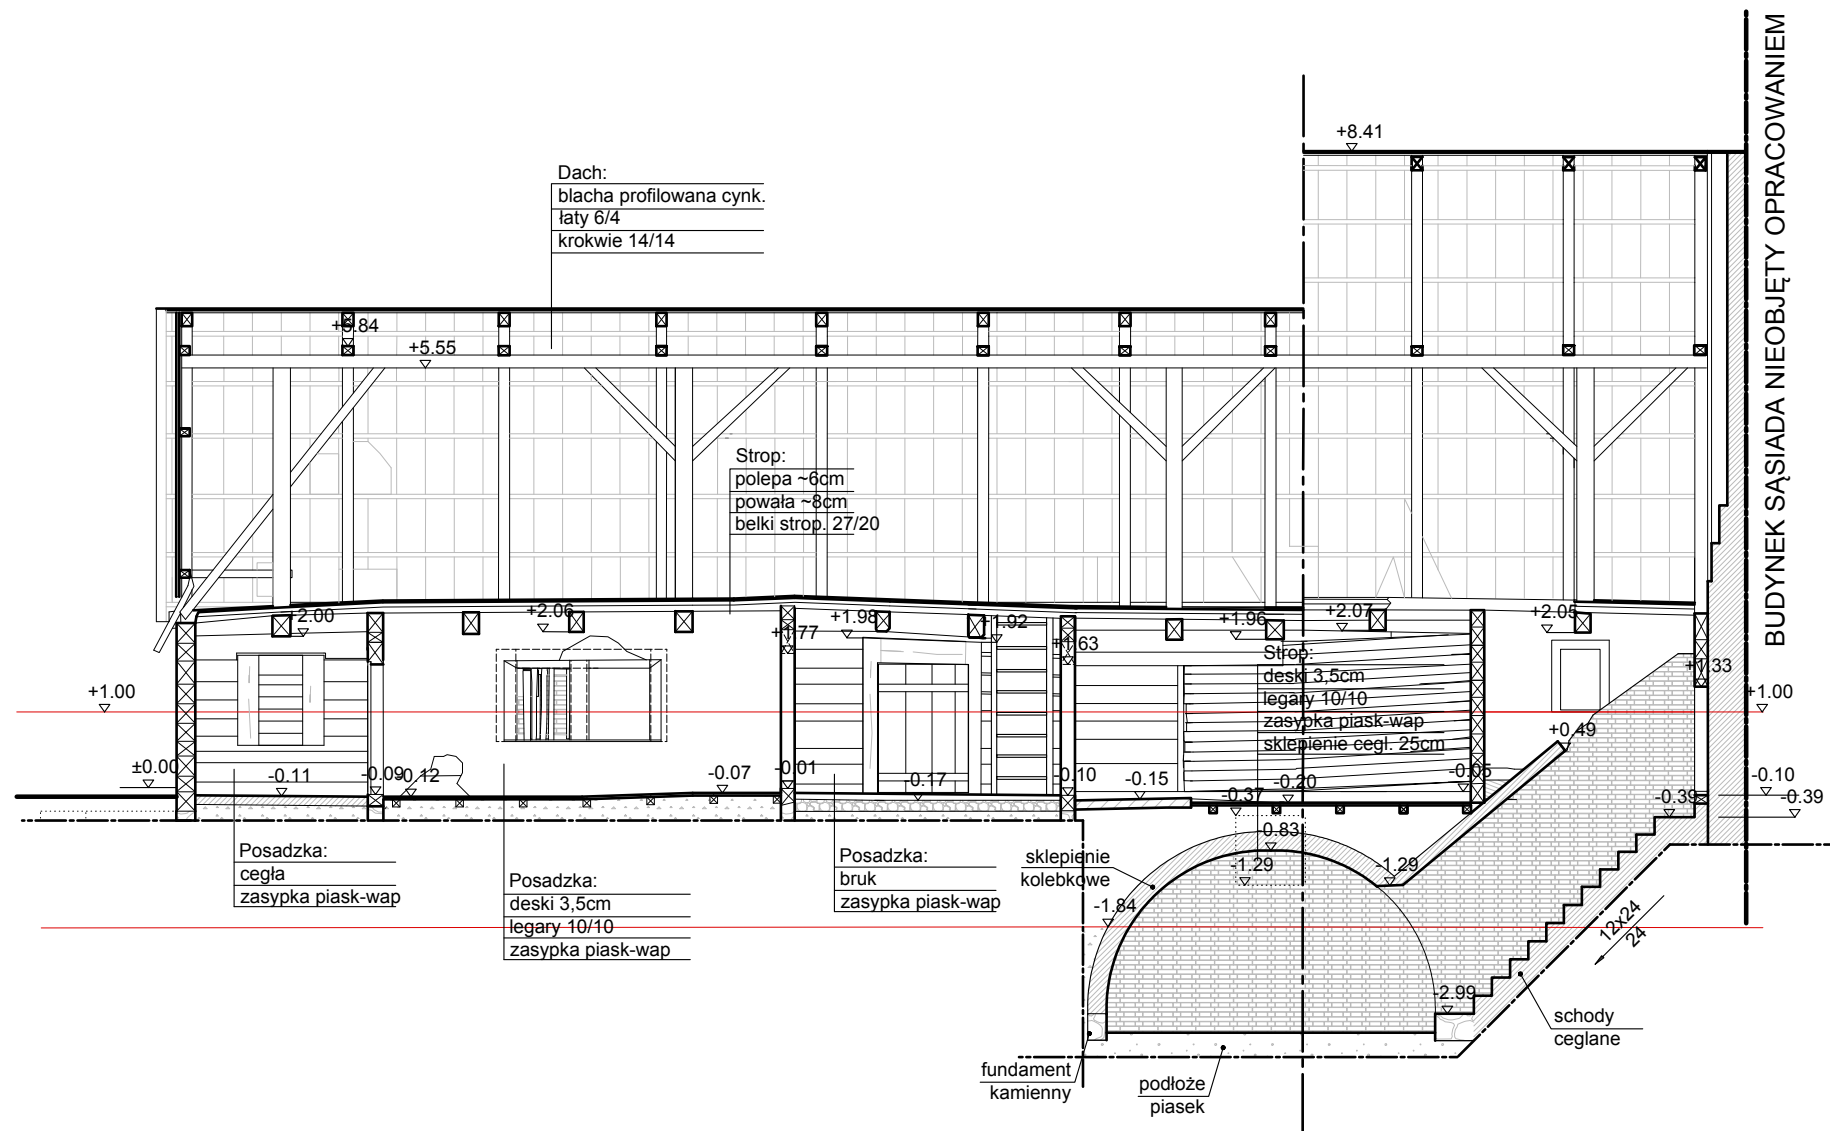 BUDYNEK SĄSIADA NIEOBJĘTY OPRACOWANIEM
+8.41
Dach:
blacha profilowana cynk.
łaty 6/4
krokwie 14/14
+5.84
+5.55
Strop:
polepa ~6cm
powała ~8cm
belki strop. 27/20
+2.00
+2.06
+1.77
+1.98
+1.92
+1.63
+1.96
+2.07
+2.05
+1.33
Strop:
deski 3,5cm
legary 10/10
zasypka piask-wap
sklepienie cegl. 25cm
+1.00
+1.00
+0.49
±0.00
-0.11
-0.09
-0.12
-0.07
-0.01
-0.17
-0.10
-0.15
-0.37
-0.20
-0.05
-0.39
-0.10
-0.39
-0.83
-1.29
-1.29
-1.84
-2.99
Posadzka:
cegła
zasypka piask-wap
Posadzka:
deski 3,5cm
legary 10/10
zasypka piask-wap
Posadzka:
bruk
zasypka piask-wap
sklepienie
kolebkowe
12x24
24
schody
ceglane
fundament
kamienny
podłoże
piasek